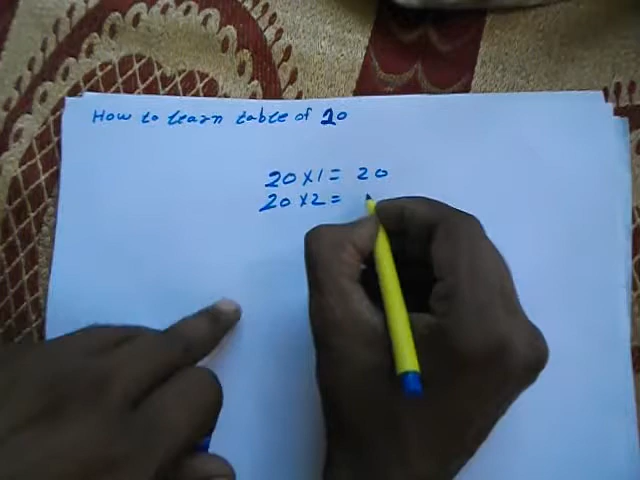 How to learn table of 20
20 x 1 = 20
20 x 2 =